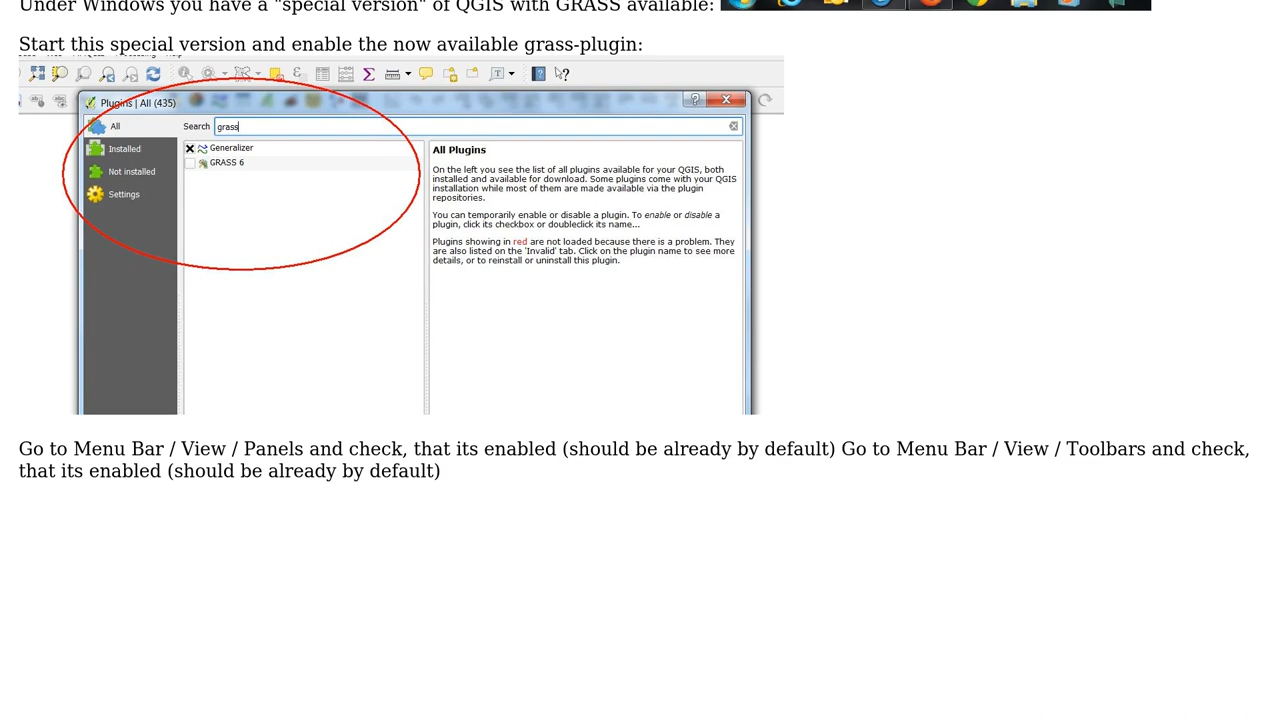 Under Windows you have a "special version" of QGIS with GRASS available:
Start this special version and enable the now available grass-plugin:
Plugins | All (435)
All
Search grass
Installed
Not installed
Settings
Generalizer
GRASS 6
All Plugins
On the left you see the list of all plugins available for your QGIS, both
installed and available for download. Some plugins come with your QGIS
installation while most of them are made available via the plugin
repositories.
You can temporarily enable or disable a plugin. To enable or disable a
plugin, click its checkbox or doubleclick its name...
Plugins showing in red are not loaded because there is a problem. They
are also listed on the 'Invalid' tab. Click on the plugin name to see more
details, or to reinstall or uninstall this plugin.
Go to Menu Bar / View / Panels and check, that its enabled (should be already by default) Go to Menu Bar / View / Toolbars and check,
that its enabled (should be already by default)